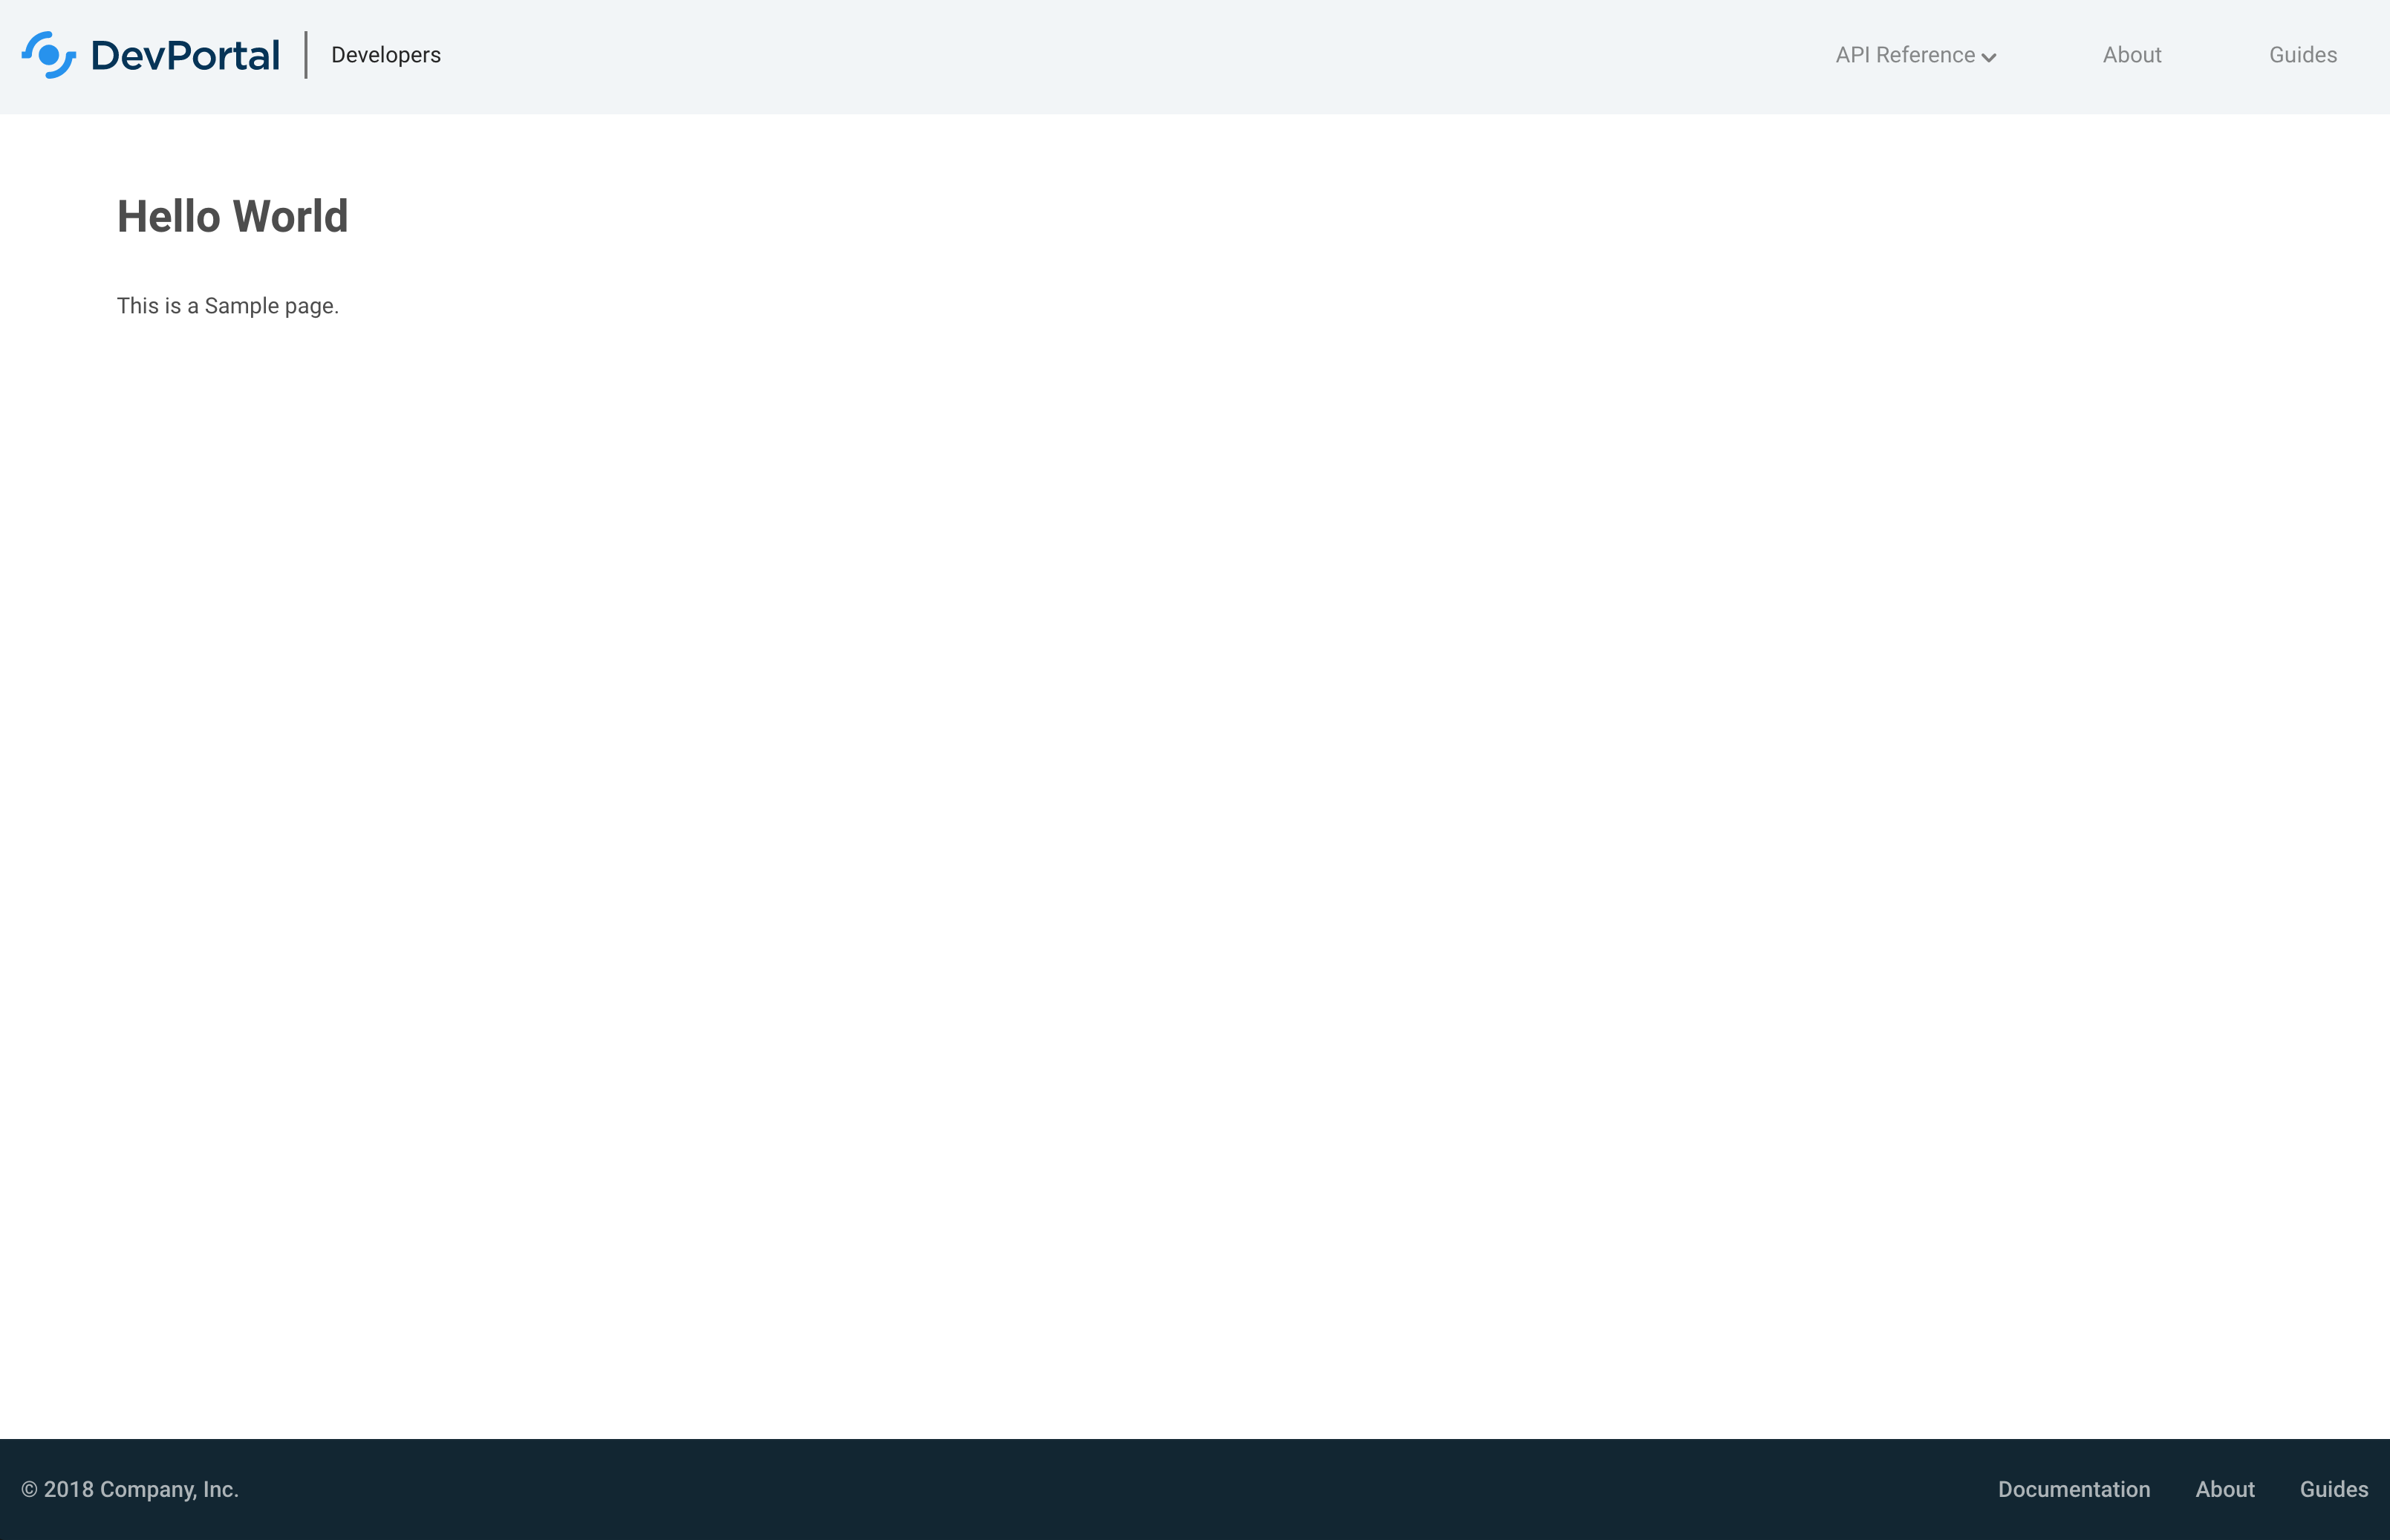 DevPortal Developers API Reference About Guides
Hello World
This is a Sample page.
© 2018 Company, Inc. Documentation About Guides